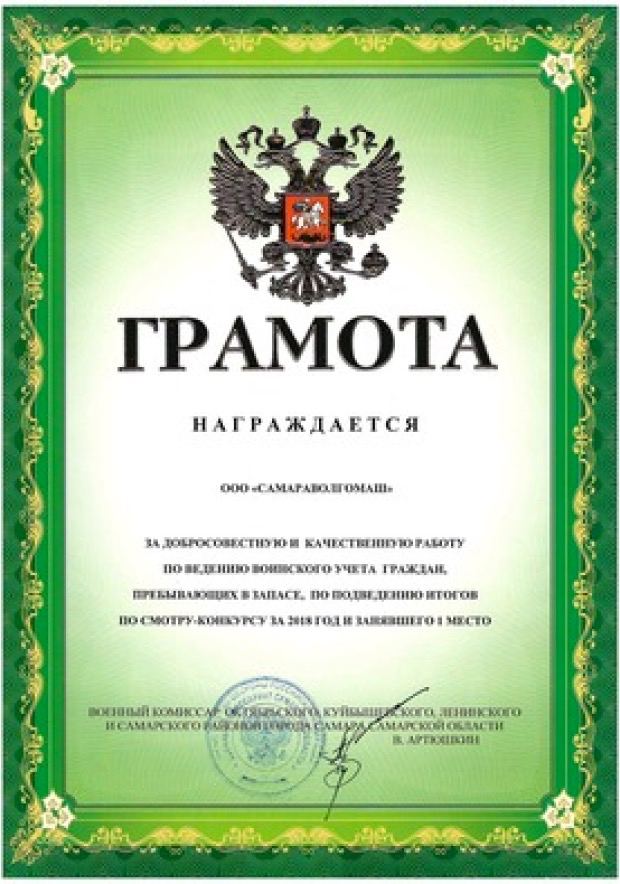 ГРАМОТА
НАГРАЖДАЕТСЯ
ООО «САМАРАВОЛГОМАШ»
ЗА ДОБРОСОВЕСТНУЮ И КАЧЕСТВЕННУЮ РАБОТУ
ПО ВЕДЕНИЮ ВОИНСКОГО УЧЕТА ГРАЖДАН,
ПРЕБЫВАЮЩИХ В ЗАПАСЕ, ПО ПОДВЕДЕНИЮ ИТОГОВ
ПО СМОТРУ-КОНКУРСУ ЗА 2018 ГОД И ЗАНЯВШЕГО 1 МЕСТО
ВОЕННЫЙ КОМИССАР ОКТЯБРЬСКОГО, КУЙБЫШЕВСКОГО, ЛЕНИНСКОГО
И САМАРСКОГО РАЙОНОВ ГОРОДА САМАРА САМАРСКОЙ ОБЛАСТИ
В. АРТЮШКИН